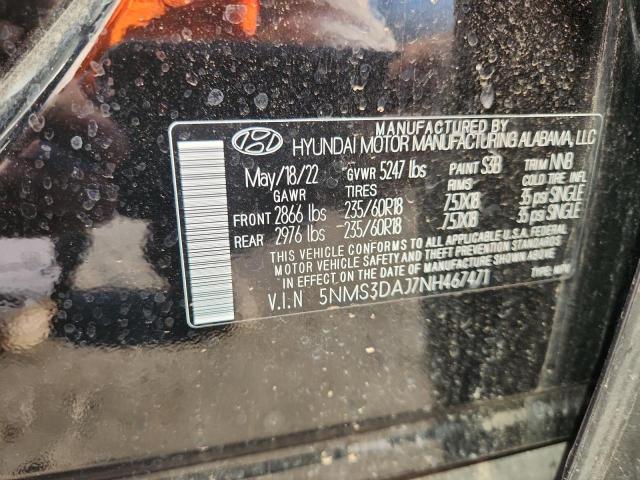 MANUFACTURED BY
HYUNDAI MOTOR MANUFACTURING ALABAMA, LLC
May/18/22 GVWR 5247 lbs PAINT S3B TRIM NNB
GAWR TIRES RIMS COLD TIRE INFL
FRONT 2866 lbs 235/60R18 7.5JX18 35 psi SINGLE
REAR 2976 lbs 235/60R18 7.5JX18 35 psi SINGLE
THIS VEHICLE CONFORMS TO ALL APPLICABLE U.S.A. FEDERAL
MOTOR VEHICLE SAFETY AND THEFT PREVENTION STANDARDS
IN EFFECT ON THE DATE OF MANUFACTURE SHOWN ABOVE.
V.I.N 5NMS3DAJ7NH467471 TYPE: MPV